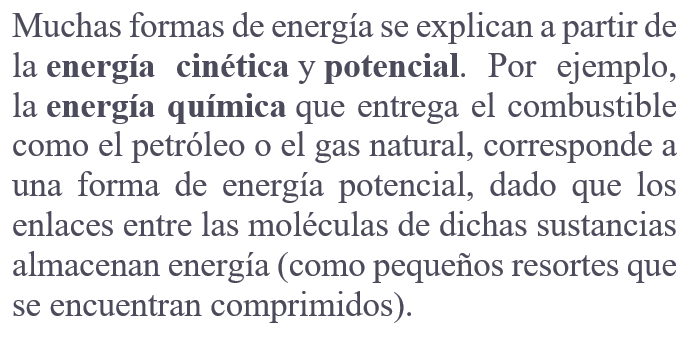 Muchas formas de energía se explican a partir de
la energía cinética y potencial. Por ejemplo,
la energía química que entrega el combustible
como el petróleo o el gas natural, corresponde a
una forma de energía potencial, dado que los
enlaces entre las moléculas de dichas sustancias
almacenan energía (como pequeños resortes que
se encuentran comprimidos).